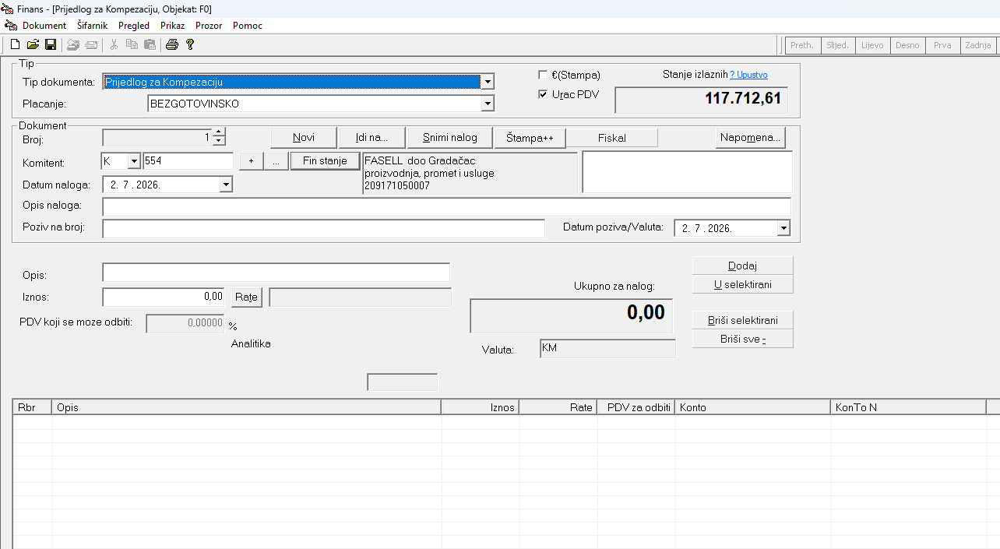 Finans - [Prijedlog za Kompezaciju, Objekat: F0]
Dokument Šifarnik Pregled Prikaz Prozor Pomoc
Preth. Slijed. Lijevo Desno Prva Zadnja
Tip
Tip dokumenta: Prijedlog za Kompezaciju
€(Stampa)
Stanje izlaznih ? Upustvo
Placanje: BEZGOTOVINSKO
Urac PDV
117.712,61
Dokument
Broj: 1
Novi Idi na... Snimi nalog Štampa++ Fiskal Napomena...
Komitent: K 554 + ... Fin stanje
FASELL doo Gradačac
proizvodnja, promet i usluge
209171050007
Datum naloga: 2. 7 . 2026.
Opis naloga:
Poziv na broj:
Datum poziva/Valuta: 2. 7 . 2026.
Opis:
Iznos: 0,00 Rate
PDV koji se moze odbiti: 0,00000 %
Analitika
Ukupno za nalog:
0,00
Valuta: KM
Dodaj
U selektirani
Briši selektirani
Briši sve -
Rbr Opis Iznos Rate PDV za odbiti Konto KonTo N